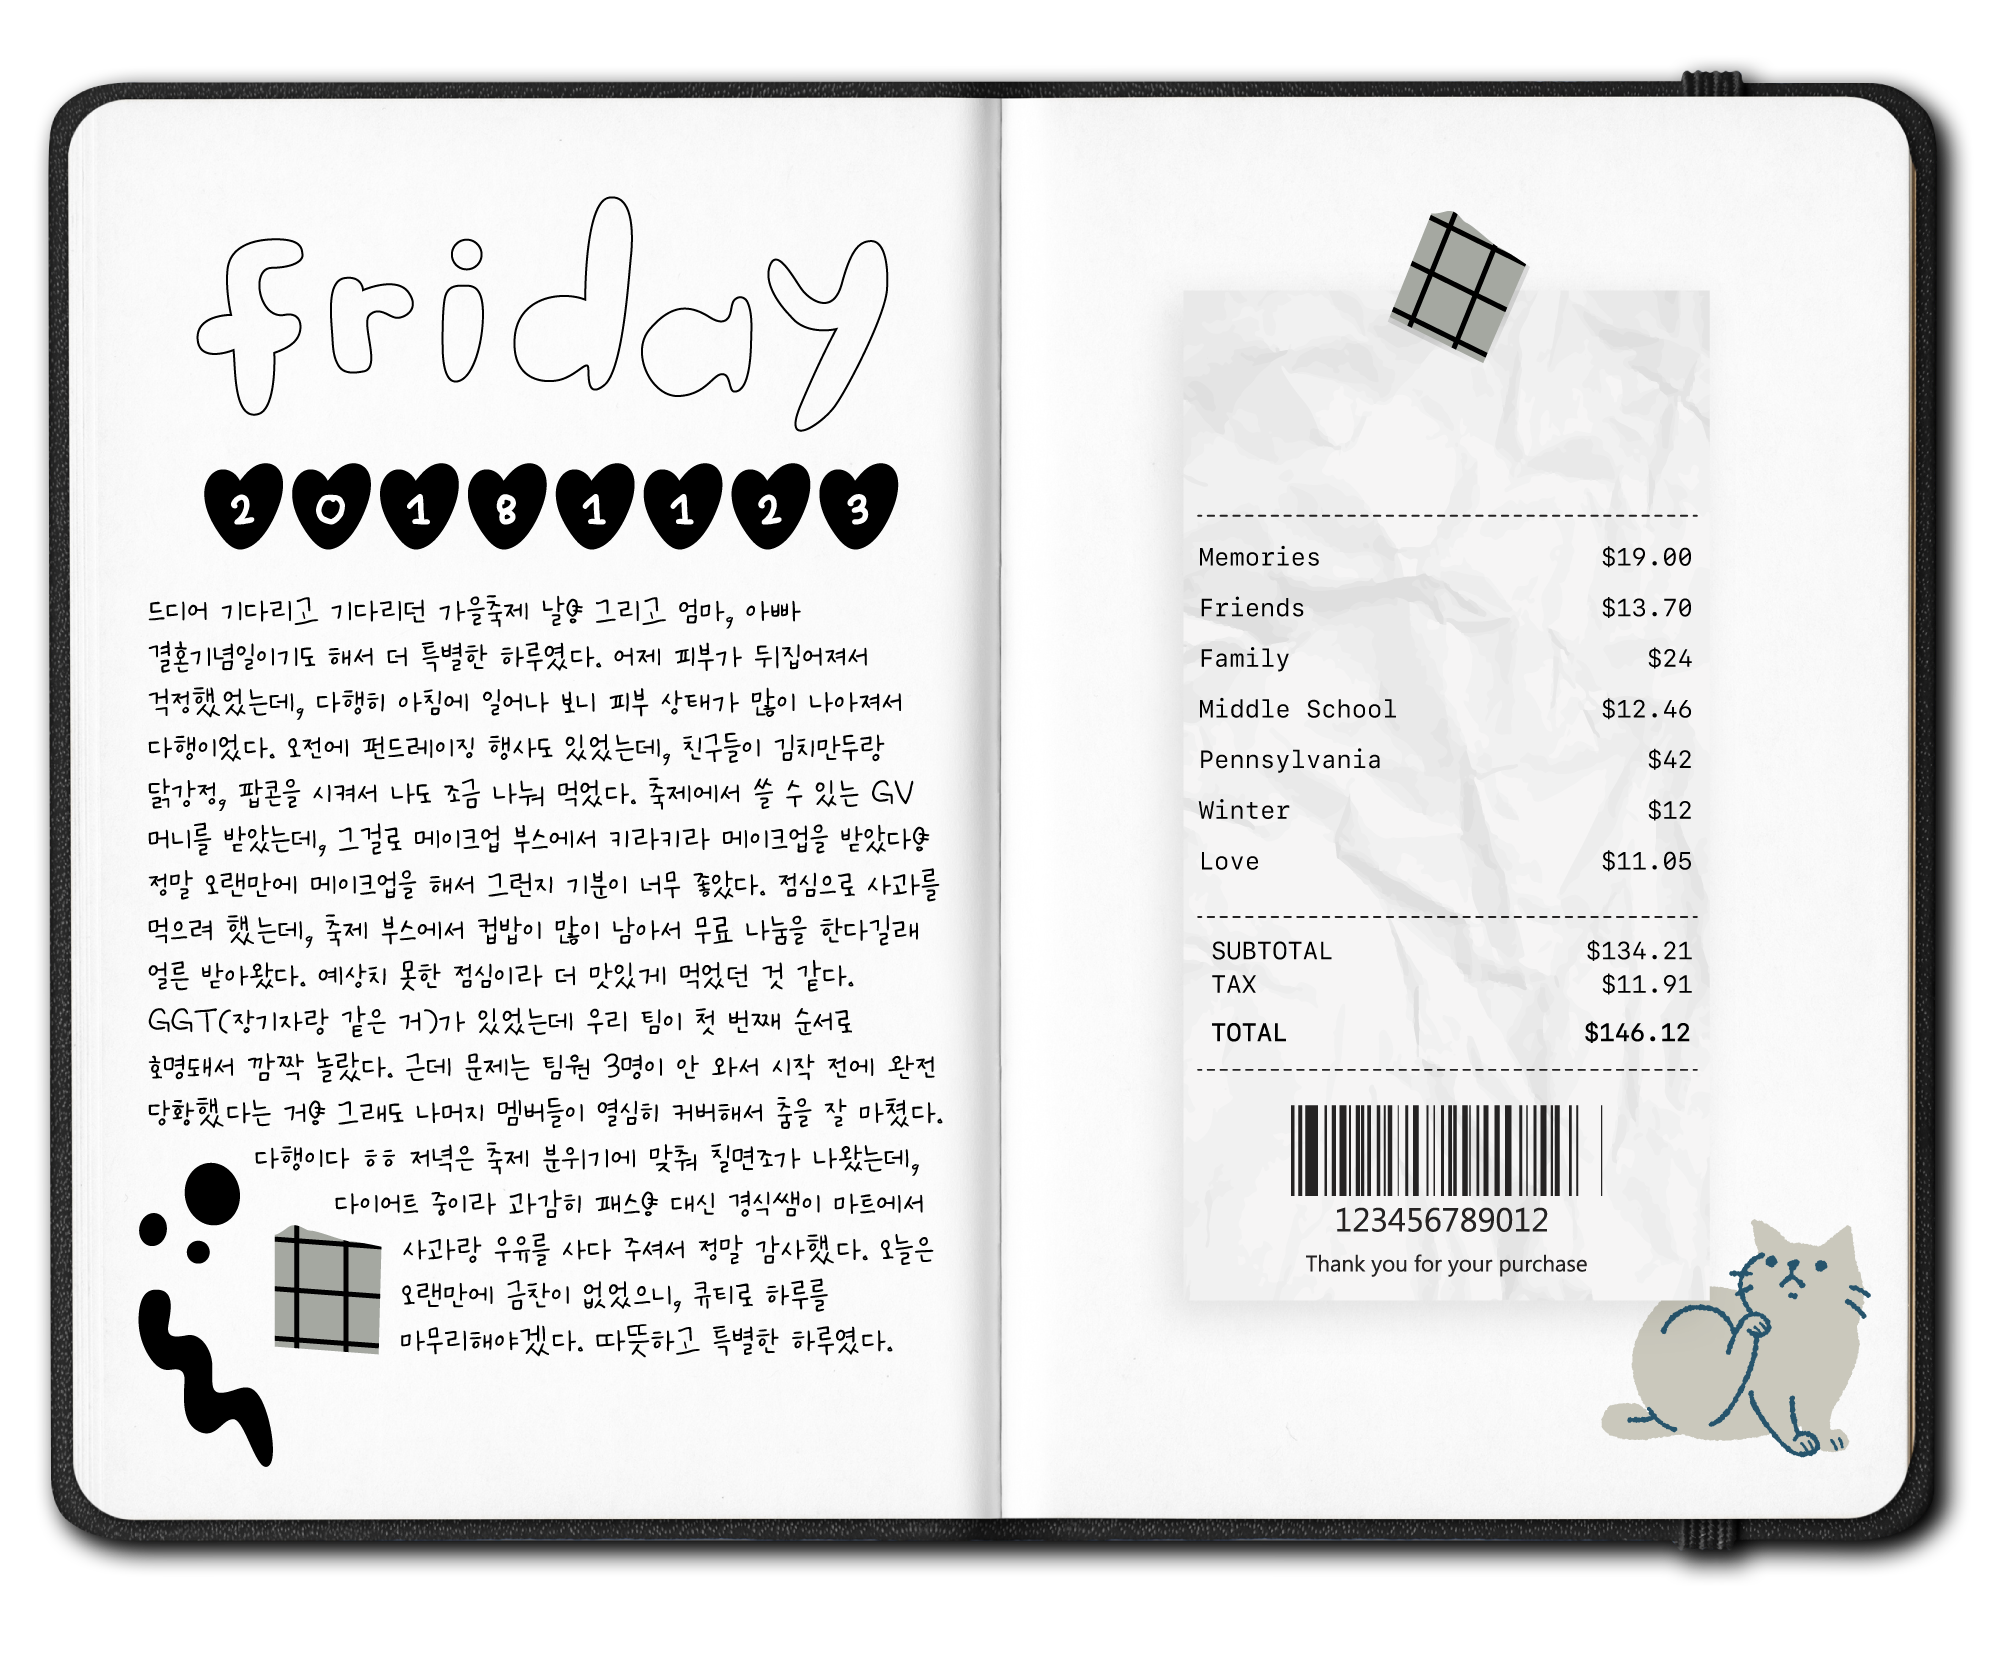 friday
20181123
드디어 기다리고 기다리던 가을축제 날! 그리고 엄마, 아빠
결혼기념일이기도 해서 더 특별한 하루였다. 어제 피부가 뒤집어져서
걱정했었는데, 다행히 아침에 일어나 보니 피부 상태가 많이 나아져서
다행이었다. 오전에 펀드레이징 행사도 있었는데, 친구들이 김치만두랑
닭강정, 팝콘을 시켜서 나도 조금 나눠 먹었다. 축제에서 쓸 수 있는 GV
머니를 받았는데, 그걸로 메이크업 부스에서 키라키라 메이크업을 받았다!
정말 오랜만에 메이크업을 해서 그런지 기분이 너무 좋았다. 점심으로 사과를
먹으려 했는데, 축제 부스에서 컵밥이 많이 남아서 무료 나눔을 한다길래
얼른 받아왔다. 예상치 못한 점심이라 더 맛있게 먹었던 것 같다.
GGT(장기자랑 같은 거)가 있었는데 우리 팀이 첫 번째 순서로
호명돼서 깜짝 놀랐다. 근데 문제는 팀원 3명이 안 와서 시작 전에 완전
당황했다는 거! 그래도 나머지 멤버들이 열심히 커버해서 춤을 잘 마쳤다.
다행이다 ㅎㅎ 저녁은 축제 분위기에 맞춰 칠면조가 나왔는데,
다이어트 중이라 과감히 패스! 대신 경식쌤이 마트에서
사과랑 우유를 사다 주셔서 정말 감사했다. 오늘은
오랜만에 금찬이 없었으니, 큐티로 하루를
마무리해야겠다. 따뜻하고 특별한 하루였다.
Memories $19.00
Friends $13.70
Family $24
Middle School $12.46
Pennsylvania $42
Winter $12
Love $11.05
SUBTOTAL $134.21
TAX $11.91
TOTAL $146.12
123456789012
Thank you for your purchase